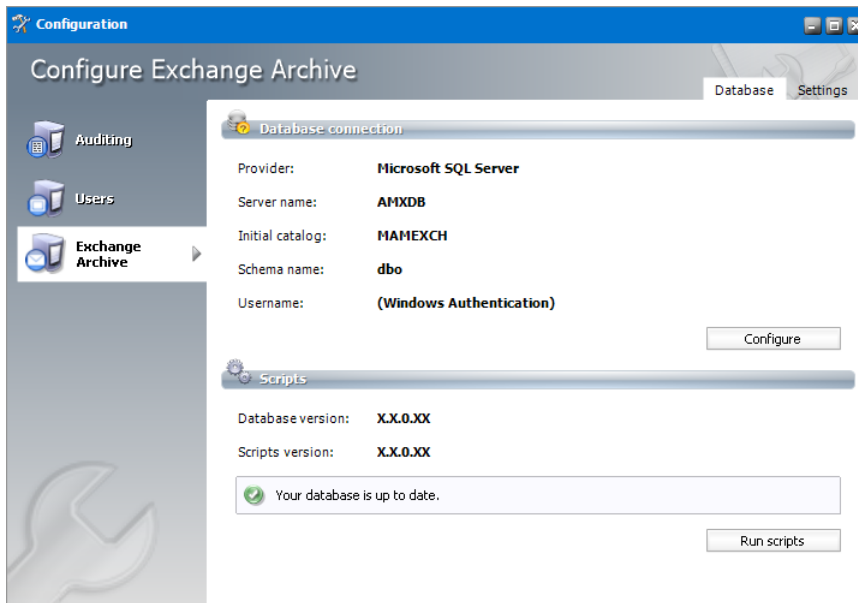 Configuration
Configure Exchange Archive
Database Settings
Auditing
Users
Exchange
Archive
Database connection
Provider: Microsoft SQL Server
Server name: AMXDB
Initial catalog: MAMEXCH
Schema name: dbo
Username: (Windows Authentication)
Configure
Scripts
Database version: X.X.0.XX
Scripts version: X.X.0.XX
Your database is up to date.
Run scripts